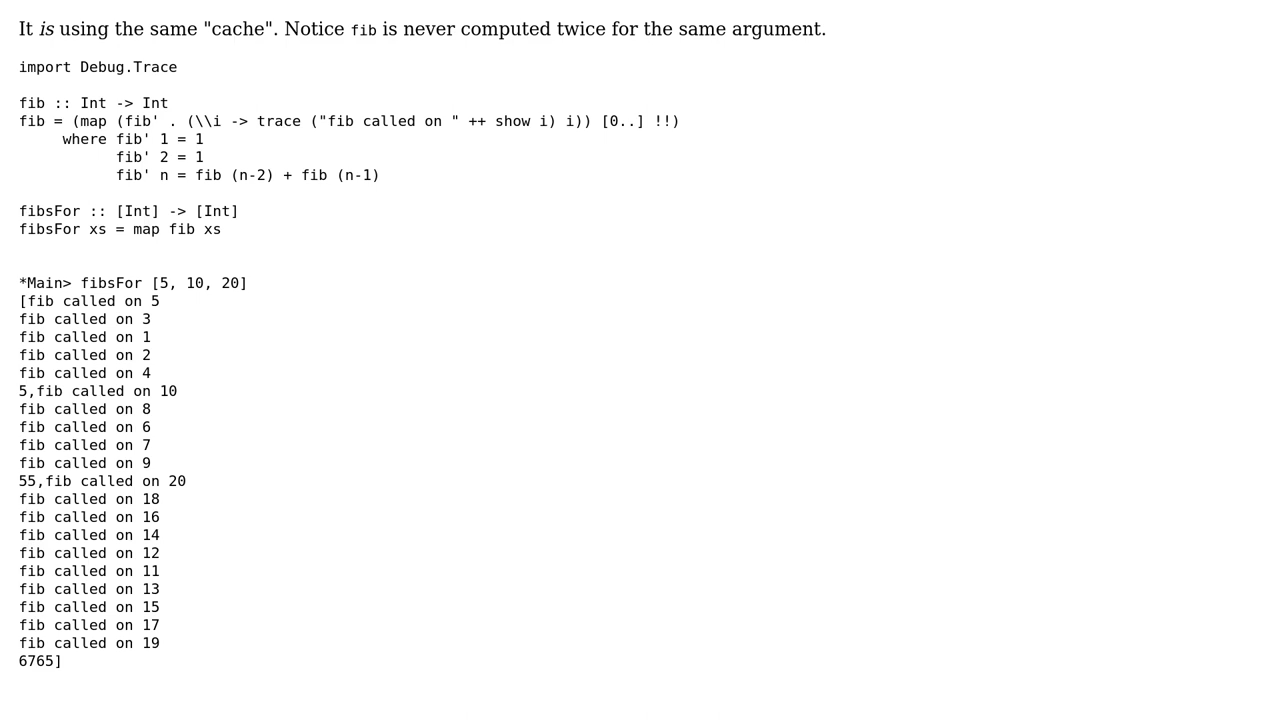 It is using the same "cache". Notice fib is never computed twice for the same argument.
import Debug.Trace
fib :: Int -> Int
fib = (map (fib' . (\\i -> trace ("fib called on " ++ show i) i)) [0..] !!)
     where fib' 1 = 1
           fib' 2 = 1
           fib' n = fib (n-2) + fib (n-1)
fibsFor :: [Int] -> [Int]
fibsFor xs = map fib xs
*Main> fibsFor [5, 10, 20]
[fib called on 5
fib called on 3
fib called on 1
fib called on 2
fib called on 4
5,fib called on 10
fib called on 8
fib called on 6
fib called on 7
fib called on 9
55,fib called on 20
fib called on 18
fib called on 16
fib called on 14
fib called on 12
fib called on 11
fib called on 13
fib called on 15
fib called on 17
fib called on 19
6765]